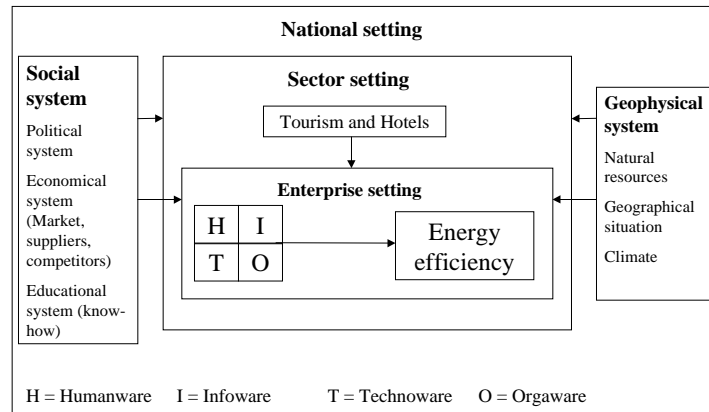 National setting
Social
system
Political
system
Economical
system
(Market,
suppliers,
competitors)
Educational
system (know-
how)
Sector setting
Tourism and Hotels
Enterprise setting
H I
T O
Energy
efficiency
Geophysical
system
Natural
resources
Geographical
situation
Climate
H = Humanware I = Infoware T = Technoware O = Orgaware